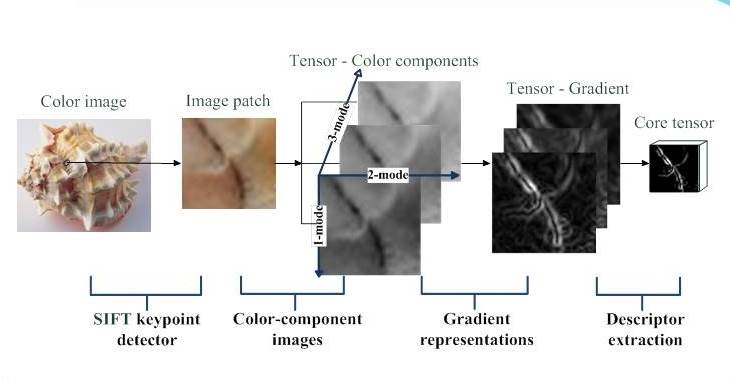 Tensor - Color components
Color image
Image patch
Tensor - Gradient
Core tensor
3-mode
2-mode
1-mode
SIFT keypoint
detector
Color-component
images
Gradient
representations
Descriptor
extraction